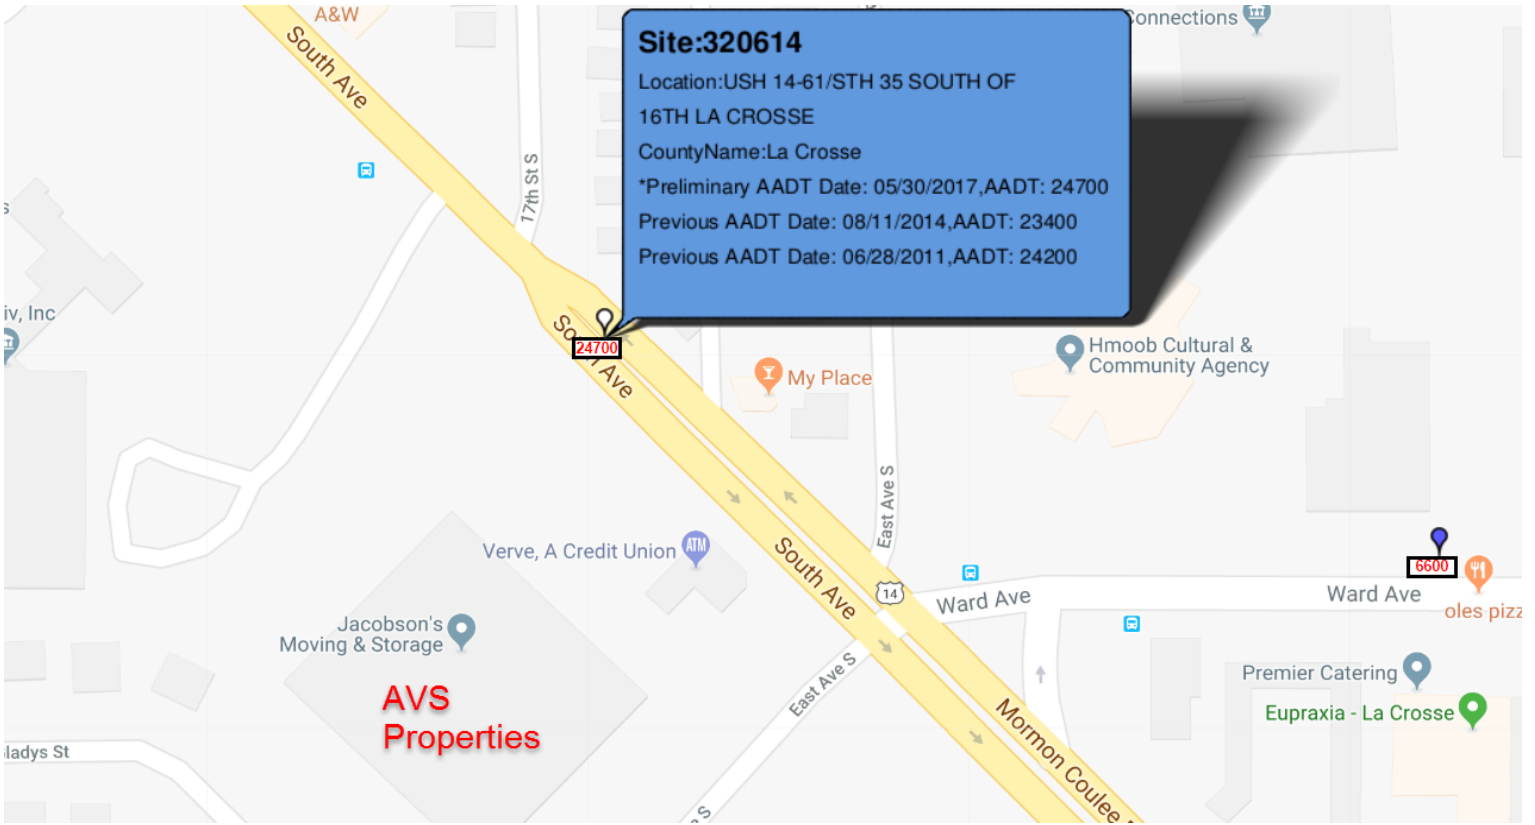 A&W
South Ave
Connections
Site:320614
Location:USH 14-61/STH 35 SOUTH OF
16TH LA CROSSE
CountyName:La Crosse
*Preliminary AADT Date: 05/30/2017,AADT: 24700
Previous AADT Date: 08/11/2014,AADT: 23400
Previous AADT Date: 06/28/2011,AADT: 24200
17th St S
iv, Inc
South Ave
24700
My Place
Hmoob Cultural &
Community Agency
East Ave S
Verve, A Credit Union
ATM
South Ave
14
Ward Ave
6600
Ward Ave
oles pizz
Jacobson's
Moving & Storage
AVS
Properties
East Ave S
Premier Catering
Eupraxia - La Crosse
Mormon Coulee
ladys St